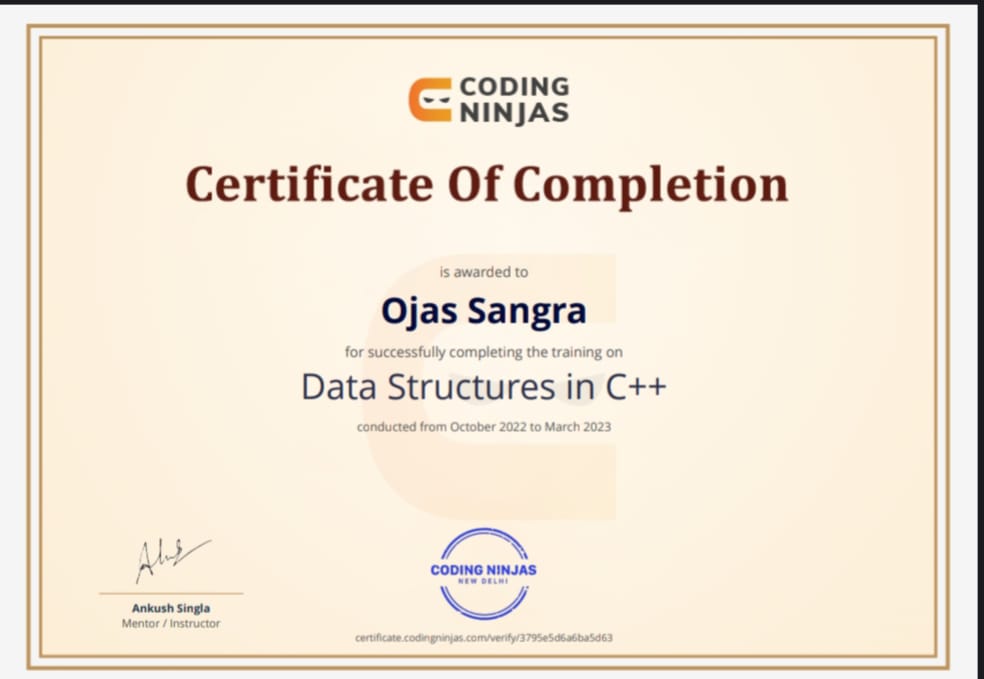 CODING
NINJAS
Certificate Of Completion
is awarded to
Ojas Sangra
for successfully completing the training on
Data Structures in C++
conducted from October 2022 to March 2023
CODING NINJAS
NEW DELHI
Ankush Singla
Mentor / Instructor
certificate.codingninjas.com/verify/3795e5d6a6ba5d63